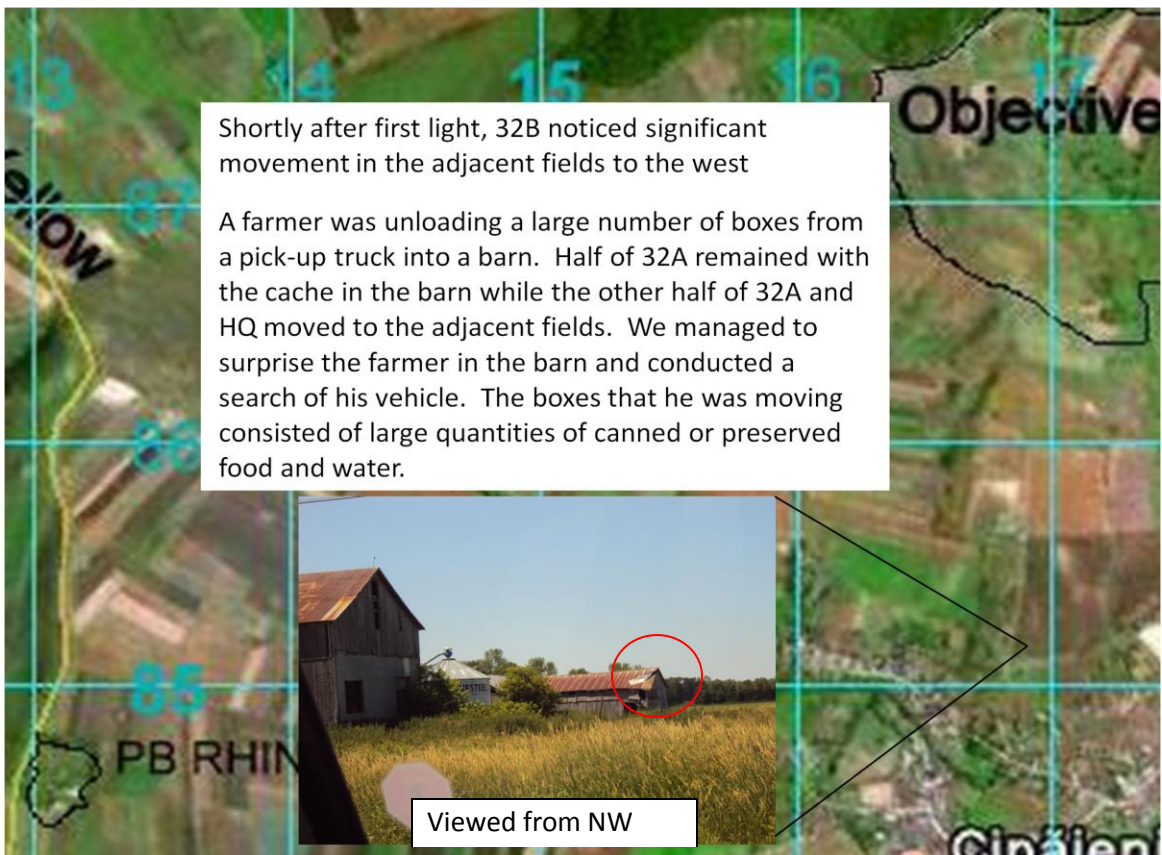 13
14
15
16
17
Objective
Shortly after first light, 32B noticed significant
movement in the adjacent fields to the west
87
Yellow
A farmer was unloading a large number of boxes from
a pick-up truck into a barn.  Half of 32A remained with
the cache in the barn while the other half of 32A and
HQ moved to the adjacent fields.  We managed to
surprise the farmer in the barn and conducted a
search of his vehicle.  The boxes that he was moving
consisted of large quantities of canned or preserved
food and water.
86
85
PB RHIN
Viewed from NW